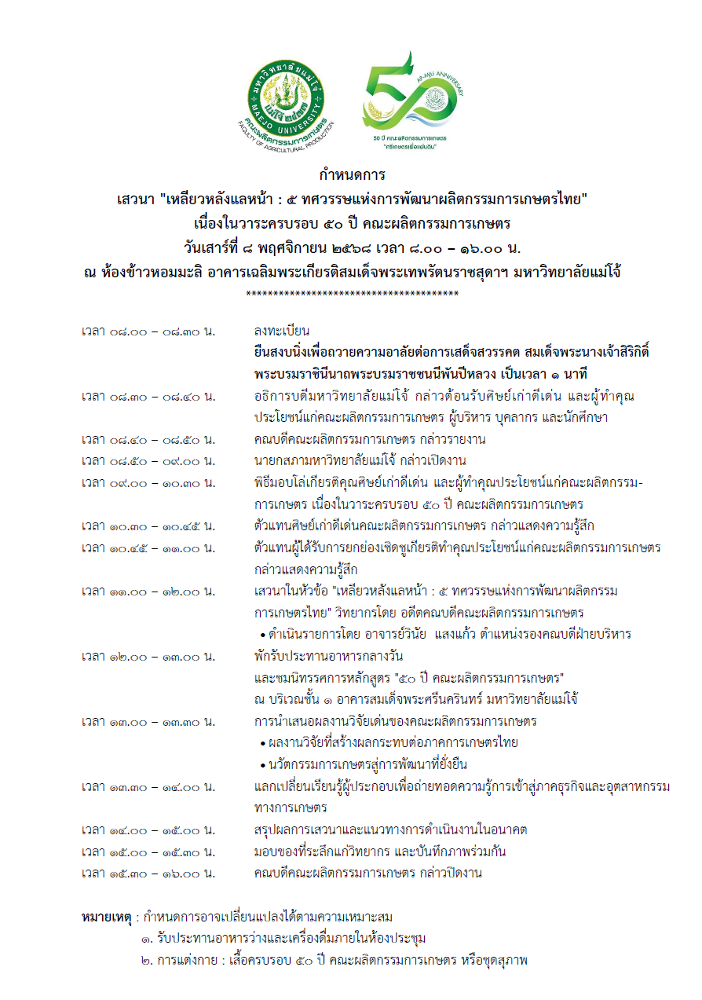 มหาวิทยาลัยแม่โจ้
แม่โจ้ ๒๔๗๗
MAEJO UNIVERSITY
คณะผลิตกรรมการเกษตร
FACULTY OF AGRICULTURAL PRODUCTION
50
AP-MJU ANNIVERSARY
50 ปี คณะผลิตกรรมการเกษตร
"ศรีเกษตรเพื่อแผ่นดิน"
กำหนดการ
เสวนา "เหลียวหลังแลหน้า : ๕ ทศวรรษแห่งการพัฒนาผลิตกรรมการเกษตรไทย"
เนื่องในวาระครบรอบ ๕๐ ปี คณะผลิตกรรมการเกษตร
วันเสาร์ที่ ๘ พฤศจิกายน ๒๕๖๘ เวลา ๘.๐๐ – ๑๖.๐๐ น.
ณ ห้องข้าวหอมมะลิ อาคารเฉลิมพระเกียรติสมเด็จพระเทพรัตนราชสุดาฯ มหาวิทยาลัยแม่โจ้
***************************************
เวลา ๐๘.๐๐ – ๐๘.๓๐ น. ลงทะเบียน
ยืนสงบนิ่งเพื่อถวายความอาลัยต่อการเสด็จสวรรคต สมเด็จพระนางเจ้าสิริกิติ์
พระบรมราชินีนาถพระบรมราชชนนีพันปีหลวง เป็นเวลา ๑ นาที
เวลา ๐๘.๓๐ – ๐๘.๔๐ น. อธิการบดีมหาวิทยาลัยแม่โจ้ กล่าวต้อนรับศิษย์เก่าดีเด่น และผู้ทำคุณ
ประโยชน์แก่คณะผลิตกรรมการเกษตร ผู้บริหาร บุคลากร และนักศึกษา
เวลา ๐๘.๔๐ – ๐๘.๕๐ น. คณบดีคณะผลิตกรรมการเกษตร กล่าวรายงาน
เวลา ๐๘.๕๐ – ๐๙.๐๐ น. นายกสภามหาวิทยาลัยแม่โจ้ กล่าวเปิดงาน
เวลา ๐๙.๐๐ – ๑๐.๓๐ น. พิธีมอบโล่เกียรติคุณศิษย์เก่าดีเด่น และผู้ทำคุณประโยชน์แก่คณะผลิตกรรม-
การเกษตร เนื่องในวาระครบรอบ ๕๐ ปี คณะผลิตกรรมการเกษตร
เวลา ๑๐.๓๐ – ๑๐.๔๕ น. ตัวแทนศิษย์เก่าดีเด่นคณะผลิตกรรมการเกษตร กล่าวแสดงความรู้สึก
เวลา ๑๐.๔๕ – ๑๑.๐๐ น. ตัวแทนผู้ได้รับการยกย่องเชิดชูเกียรติทำคุณประโยชน์แก่คณะผลิตกรรมการเกษตร
กล่าวแสดงความรู้สึก
เวลา ๑๑.๐๐ – ๑๒.๐๐ น. เสวนาในหัวข้อ "เหลียวหลังแลหน้า : ๕ ทศวรรษแห่งการพัฒนาผลิตกรรม
การเกษตรไทย" วิทยากรโดย อดีตคณบดีคณะผลิตกรรมการเกษตร
• ดำเนินรายการโดย อาจารย์วินัย แสงแก้ว ตำแหน่งรองคณบดีฝ่ายบริหาร
เวลา ๑๒.๐๐ – ๑๓.๐๐ น. พักรับประทานอาหารกลางวัน
และชมนิทรรศการหลักสูตร "๕๐ ปี คณะผลิตกรรมการเกษตร"
ณ บริเวณชั้น ๑ อาคารสมเด็จพระศรีนครินทร์ มหาวิทยาลัยแม่โจ้
เวลา ๑๓.๐๐ – ๑๓.๓๐ น. การนำเสนอผลงานวิจัยเด่นของคณะผลิตกรรมการเกษตร
• ผลงานวิจัยที่สร้างผลกระทบต่อภาคการเกษตรไทย
• นวัตกรรมการเกษตรสู่การพัฒนาที่ยั่งยืน
เวลา ๑๓.๓๐ – ๑๔.๐๐ น. แลกเปลี่ยนเรียนรู้ผู้ประกอบเพื่อถ่ายทอดความรู้การเข้าสู่ภาคธุรกิจและอุตสาหกรรม
ทางการเกษตร
เวลา ๑๔.๐๐ – ๑๕.๐๐ น. สรุปผลการเสวนาและแนวทางการดำเนินงานในอนาคต
เวลา ๑๕.๐๐ – ๑๕.๓๐ น. มอบของที่ระลึกแก่วิทยากร และบันทึกภาพร่วมกัน
เวลา ๑๕.๓๐ – ๑๖.๐๐ น. คณบดีคณะผลิตกรรมการเกษตร กล่าวปิดงาน
หมายเหตุ : กำหนดการอาจเปลี่ยนแปลงได้ตามความเหมาะสม
๑. รับประทานอาหารว่างและเครื่องดื่มภายในห้องประชุม
๒. การแต่งกาย : เสื้อครบรอบ ๕๐ ปี คณะผลิตกรรมการเกษตร หรือชุดสุภาพ